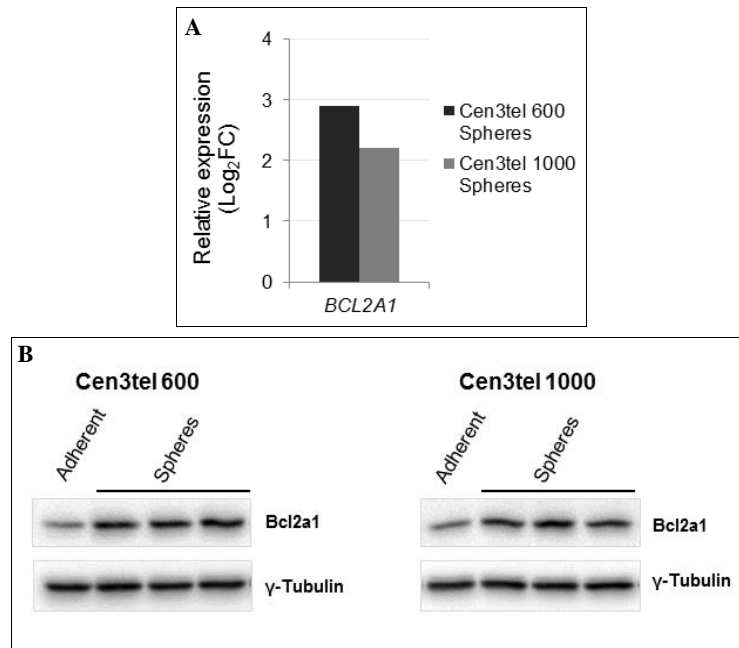 A
Relative expression
(Log2FC)
4
3
2
1
0
BCL2A1
Cen3tel 600
Spheres
Cen3tel 1000
Spheres
B
Cen3tel 600
Adherent
Spheres
Bcl2a1
γ-Tubulin
Cen3tel 1000
Adherent
Spheres
Bcl2a1
γ-Tubulin